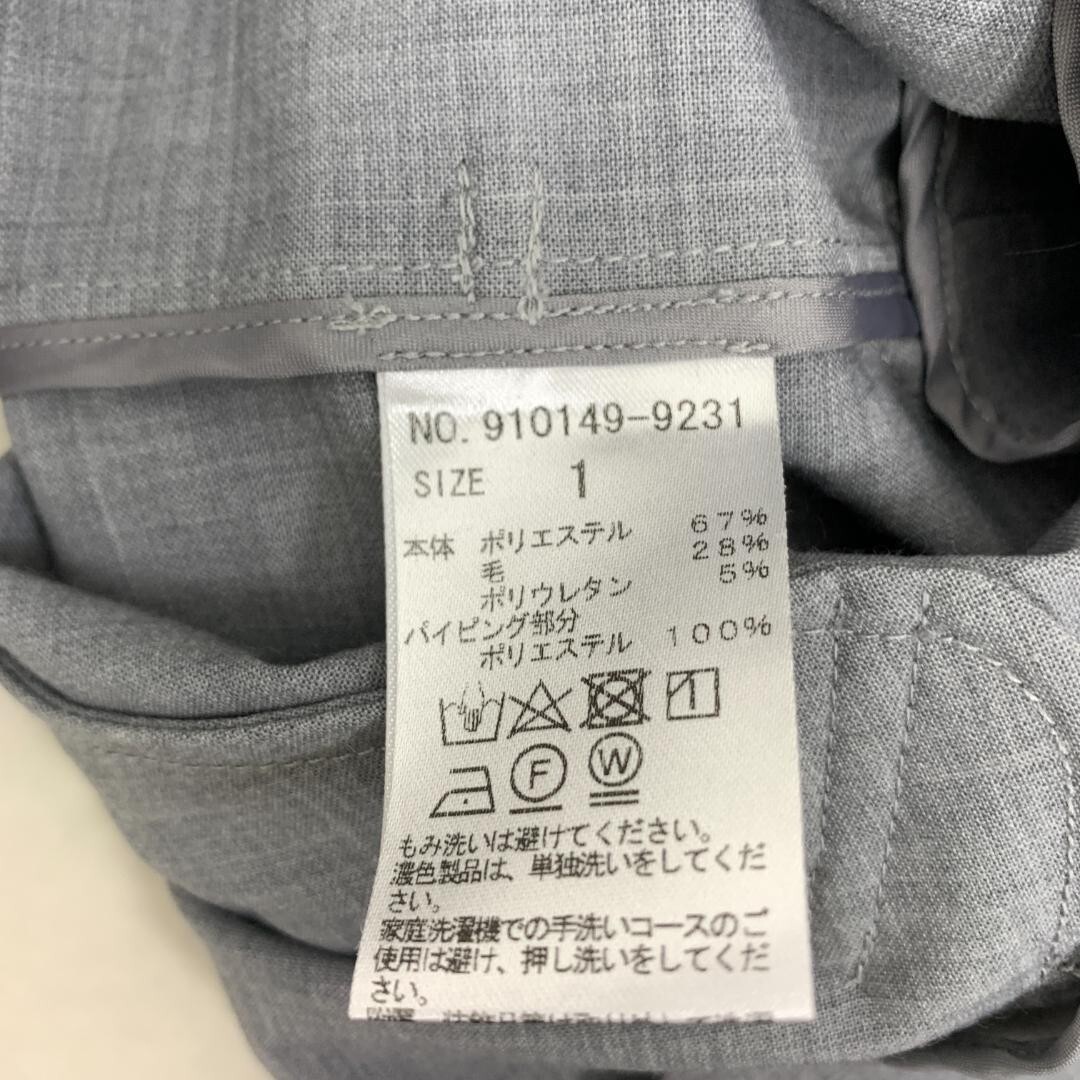 NO. 910149-9231
SIZE 1
本体 ポリエステル 67%
毛 28%
ポリウレタン 5%
パイピング部分
ポリエステル 100%
1
F W
もみ洗いは避けてください。
濃色製品は、単独洗いをしてくだ
さい。
家庭洗濯機での手洗いコースのご
使用は避け、押し洗いをしてくだ
さい。